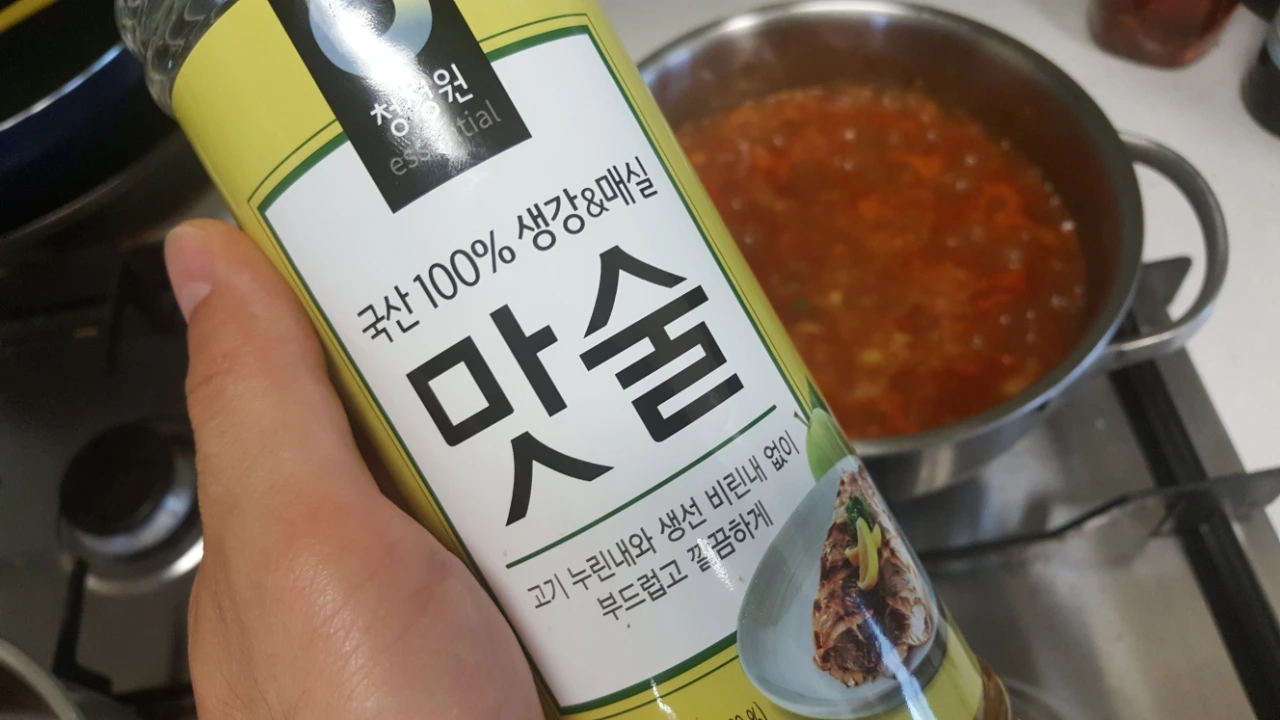 청정원
essential
국산 100% 생강&매실
맛술
고기 누린내와 생선 비린내 없이
부드럽고 깔끔하게